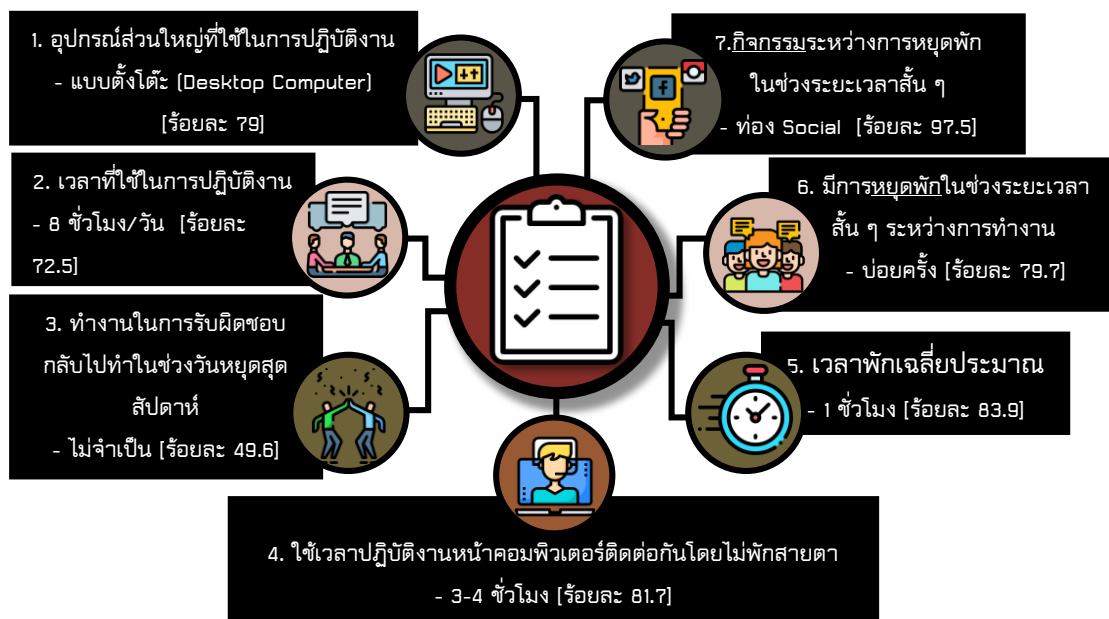 1. อุปกรณ์ส่วนใหญ่ที่ใช้ในการปฏิบัติงาน
- แบบตั้งโต๊ะ (Desktop Computer)
[ร้อยละ 79]
2. เวลาที่ใช้ในการปฏิบัติงาน
- 8 ชั่วโมง/วัน [ร้อยละ
72.5]
3. ทำงานในการรับผิดชอบ
กลับไปทำในช่วงวันหยุดสุด
สัปดาห์
- ไม่จำเป็น [ร้อยละ 49.6]
4. ใช้เวลาปฏิบัติงานหน้าคอมพิวเตอร์ติดต่อกันโดยไม่พักสายตา
- 3-4 ชั่วโมง [ร้อยละ 81.7]
5. เวลาพักเฉลี่ยประมาณ
- 1 ชั่วโมง [ร้อยละ 83.9]
6. มีการหยุดพักในช่วงระยะเวลา
สั้น ๆ ระหว่างการทำงาน
- บ่อยครั้ง [ร้อยละ 79.7]
7.กิจกรรมระหว่างการหยุดพัก
ในช่วงระยะเวลาสั้น ๆ
- ท่อง Social [ร้อยละ 97.5]